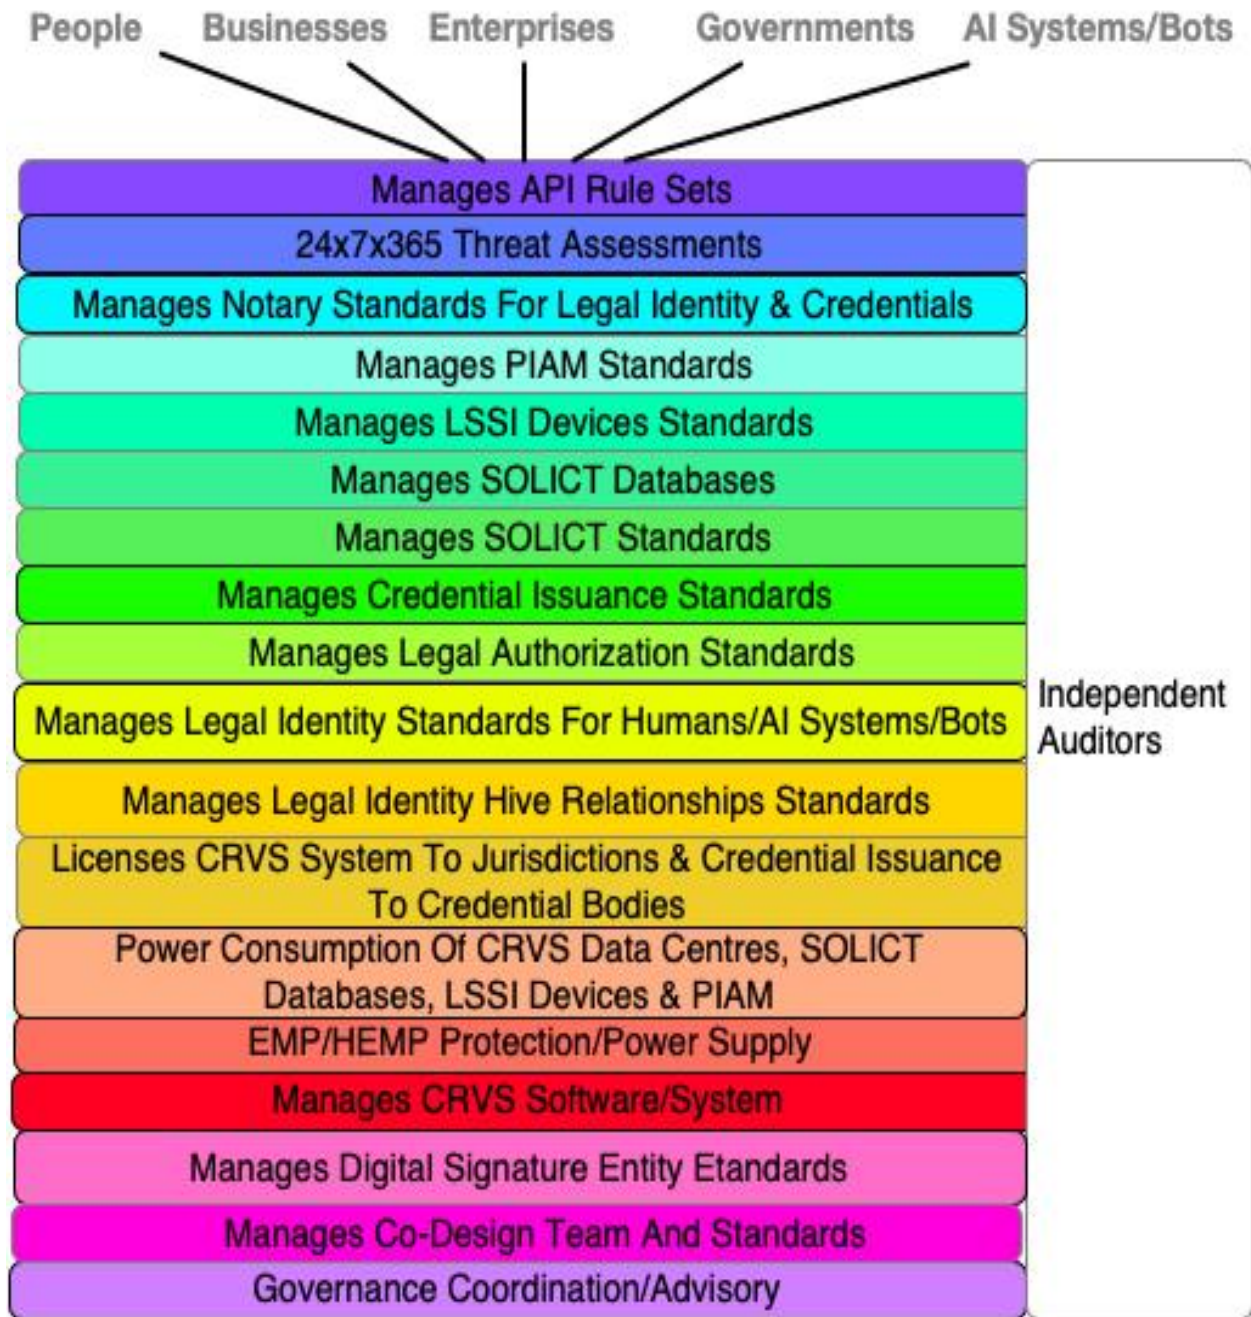 People Businesses Enterprises Governments AI Systems/Bots
Manages API Rule Sets
24x7x365 Threat Assessments
Manages Notary Standards For Legal Identity & Credentials
Manages PIAM Standards
Manages LSSI Devices Standards
Manages SOLICT Databases
Manages SOLICT Standards
Manages Credential Issuance Standards
Manages Legal Authorization Standards
Manages Legal Identity Standards For Humans/AI Systems/Bots
Manages Legal Identity Hive Relationships Standards
Licenses CRVS System To Jurisdictions & Credential Issuance
To Credential Bodies
Power Consumption Of CRVS Data Centres, SOLICT
Databases, LSSI Devices & PIAM
EMP/HEMP Protection/Power Supply
Manages CRVS Software/System
Manages Digital Signature Entity Etandards
Manages Co-Design Team And Standards
Governance Coordination/Advisory
Independent
Auditors